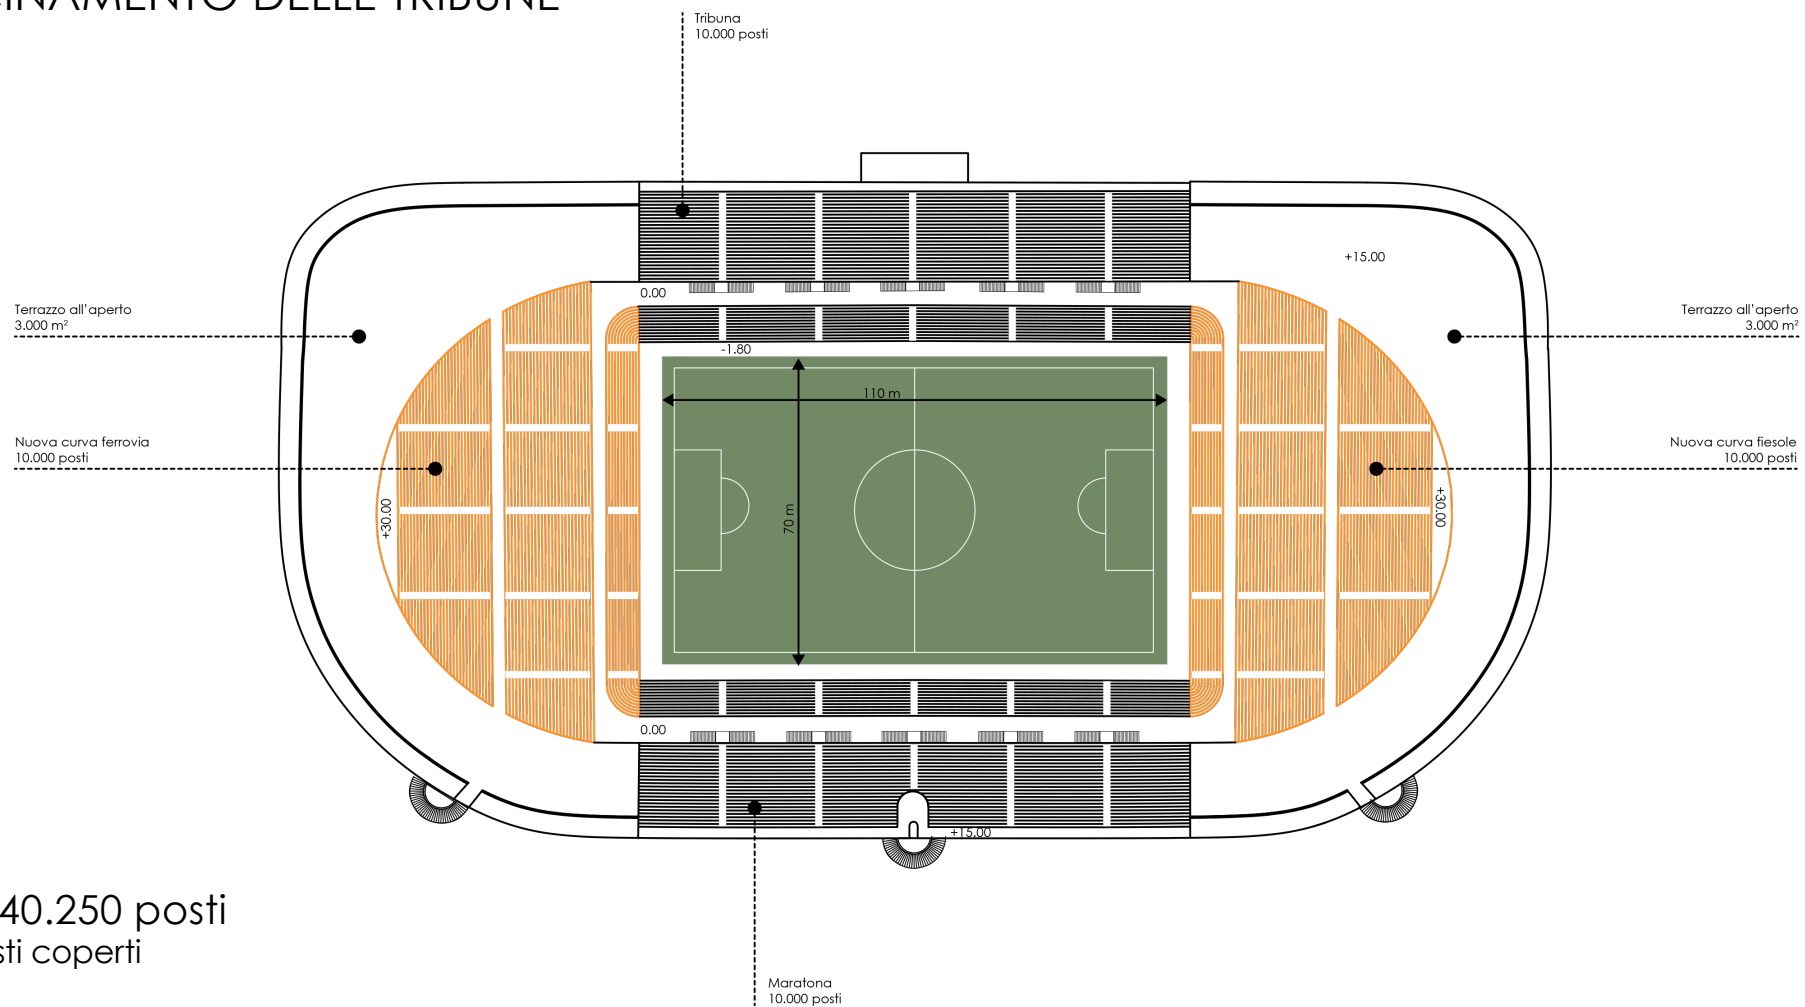 Tribuna
10.000 posti
+15.00
0.00
Terrazzo all'aperto
3.000 m²
Terrazzo all'aperto
3.000 m²
-1.80
110 m
Nuova curva ferrovia
10.000 posti
Nuova curva fiesole
10.000 posti
+30.00
70 m
+30.00
0.00
+15.00
40.250 posti
coperti
Maratona
10.000 posti
DELLE TRIBUNE